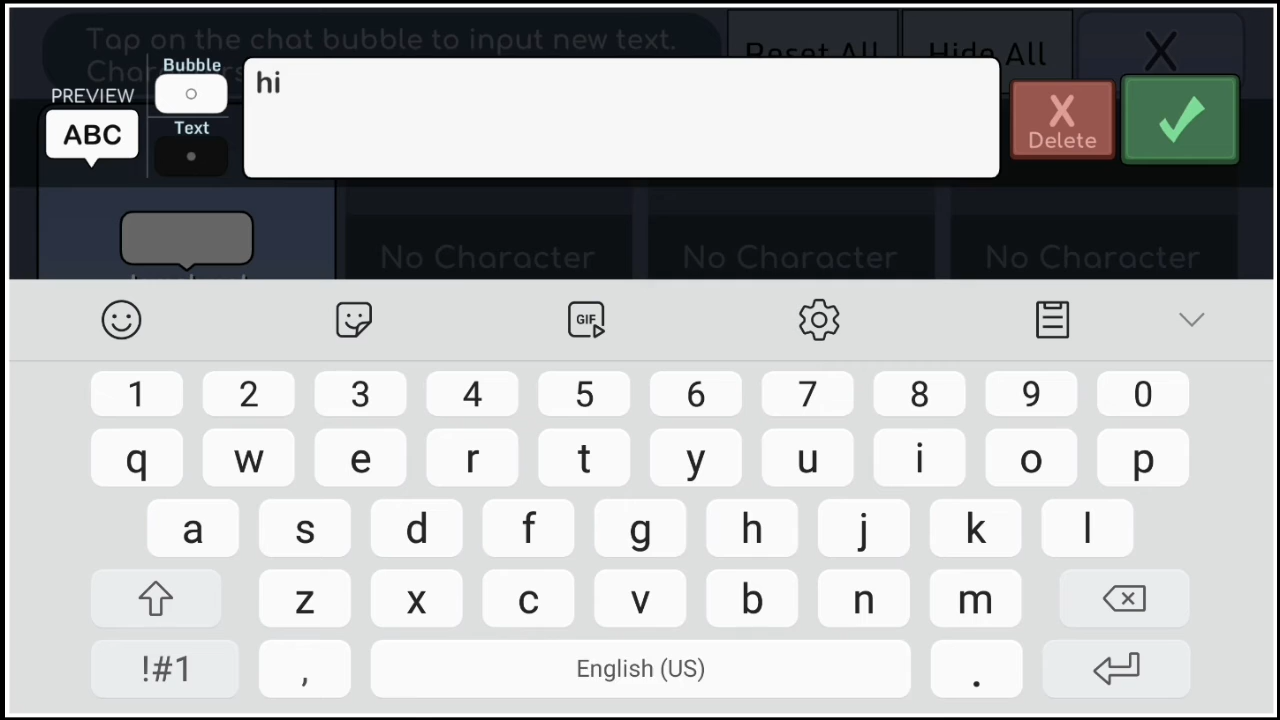 Tap on the chat bubble to input new text.
Reset All
Hide All
X
Bubble
PREVIEW
ABC
Text
hi
X
Delete
No Character
No Character
No Character
GIF
1 2 3 4 5 6 7 8 9 0
q w e r t y u i o p
a s d f g h j k l
z x c v b n m
!#1 , English (US) .